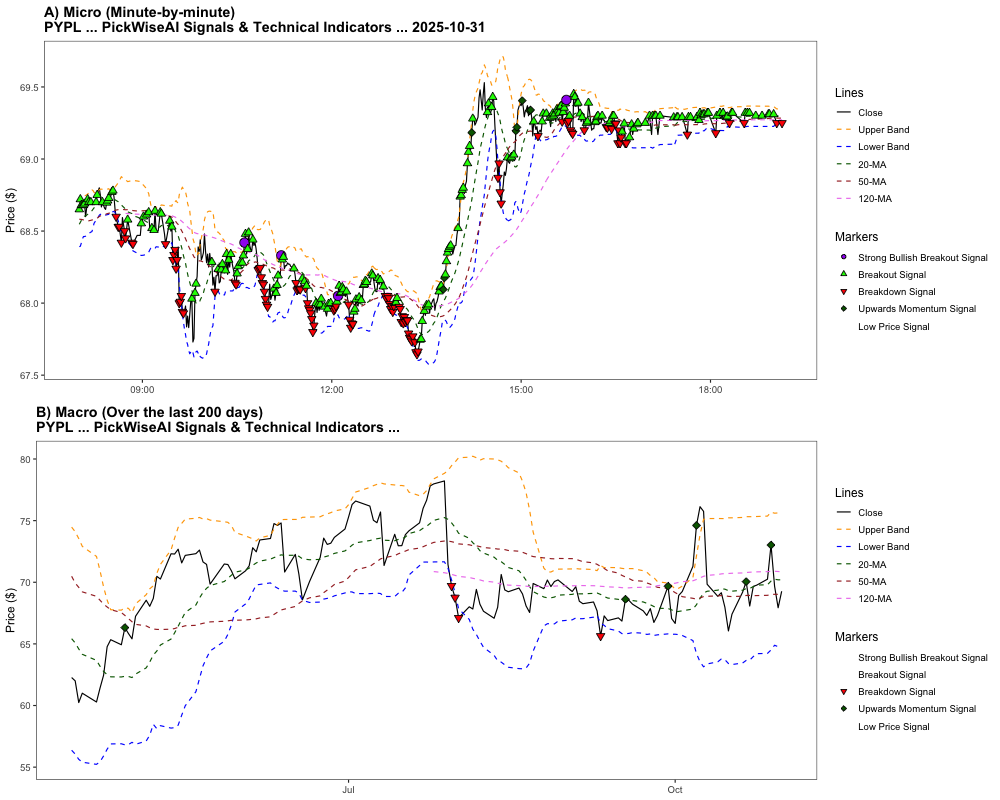 A) Micro (Minute-by-minute)
PYPL ... PickWiseAI Signals & Technical Indicators ... 2025-10-31
Price ($)
69.5
69.0
68.5
68.0
67.5
09:00
12:00
15:00
18:00
Lines
Close
Upper Band
Lower Band
20-MA
50-MA
120-MA
Markers
Strong Bullish Breakout Signal
Breakout Signal
Breakdown Signal
Upwards Momentum Signal
Low Price Signal
B) Macro (Over the last 200 days)
PYPL ... PickWiseAI Signals & Technical Indicators ...
Price ($)
80
75
70
65
60
55
Jul
Oct
Lines
Close
Upper Band
Lower Band
20-MA
50-MA
120-MA
Markers
Strong Bullish Breakout Signal
Breakout Signal
Breakdown Signal
Upwards Momentum Signal
Low Price Signal